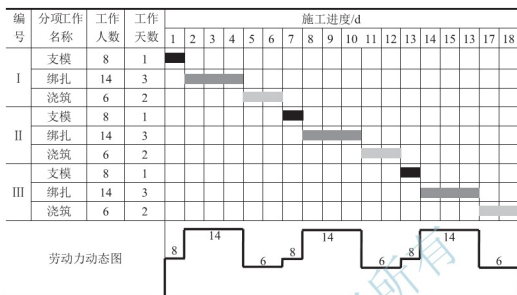 编号 分项工作名称 工作人数 工作天数 施工进度/d
1 2 3 4 5 6 7 8 9 10 11 12 13 14 15 13 17 18
I 支模 8 1
绑扎 14 3
浇筑 6 2
II 支模 8 1
绑扎 14 3
浇筑 6 2
III 支模 8 1
绑扎 14 3
浇筑 6 2
劳动力动态图 8 14 6 8 14 6 8 14 6
所有